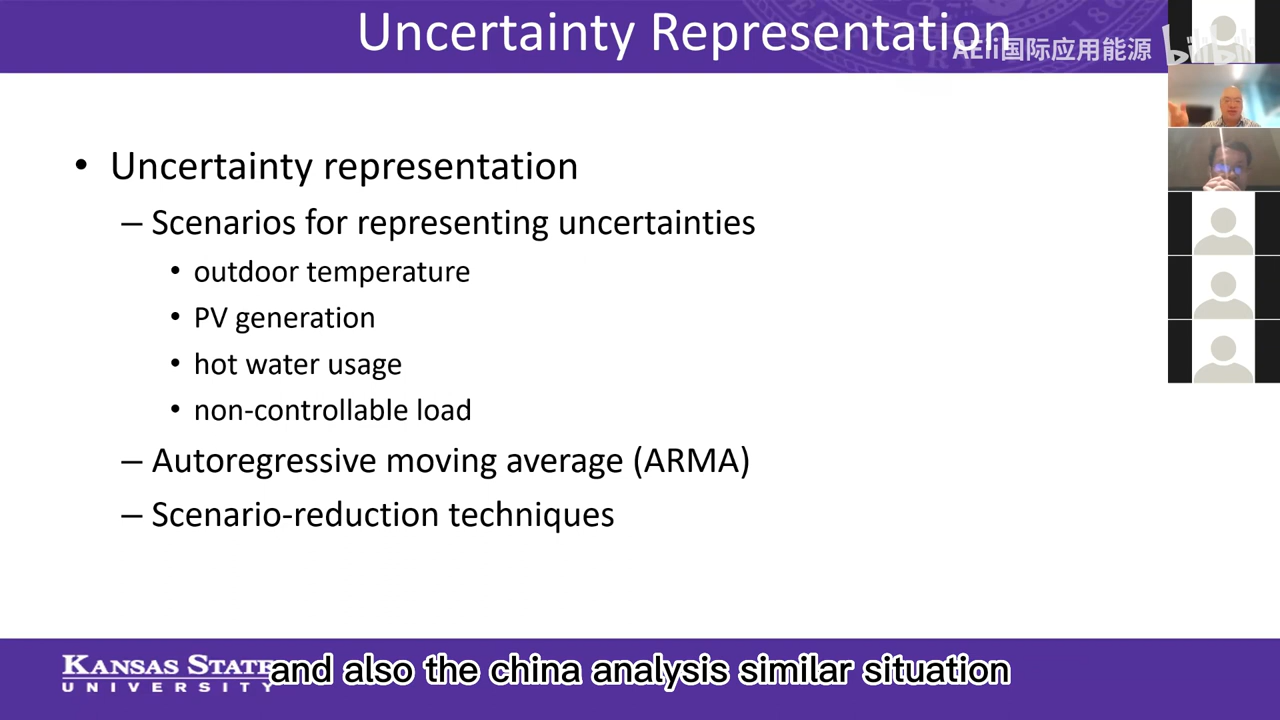 Uncertainty Representation
AEii国际应用能源
bilibili
• Uncertainty representation
– Scenarios for representing uncertainties
• outdoor temperature
• PV generation
• hot water usage
• non-controllable load
– Autoregressive moving average (ARMA)
– Scenario-reduction techniques
KANSAS STATE
UNIVERSITY
and also the china analysis similar situation